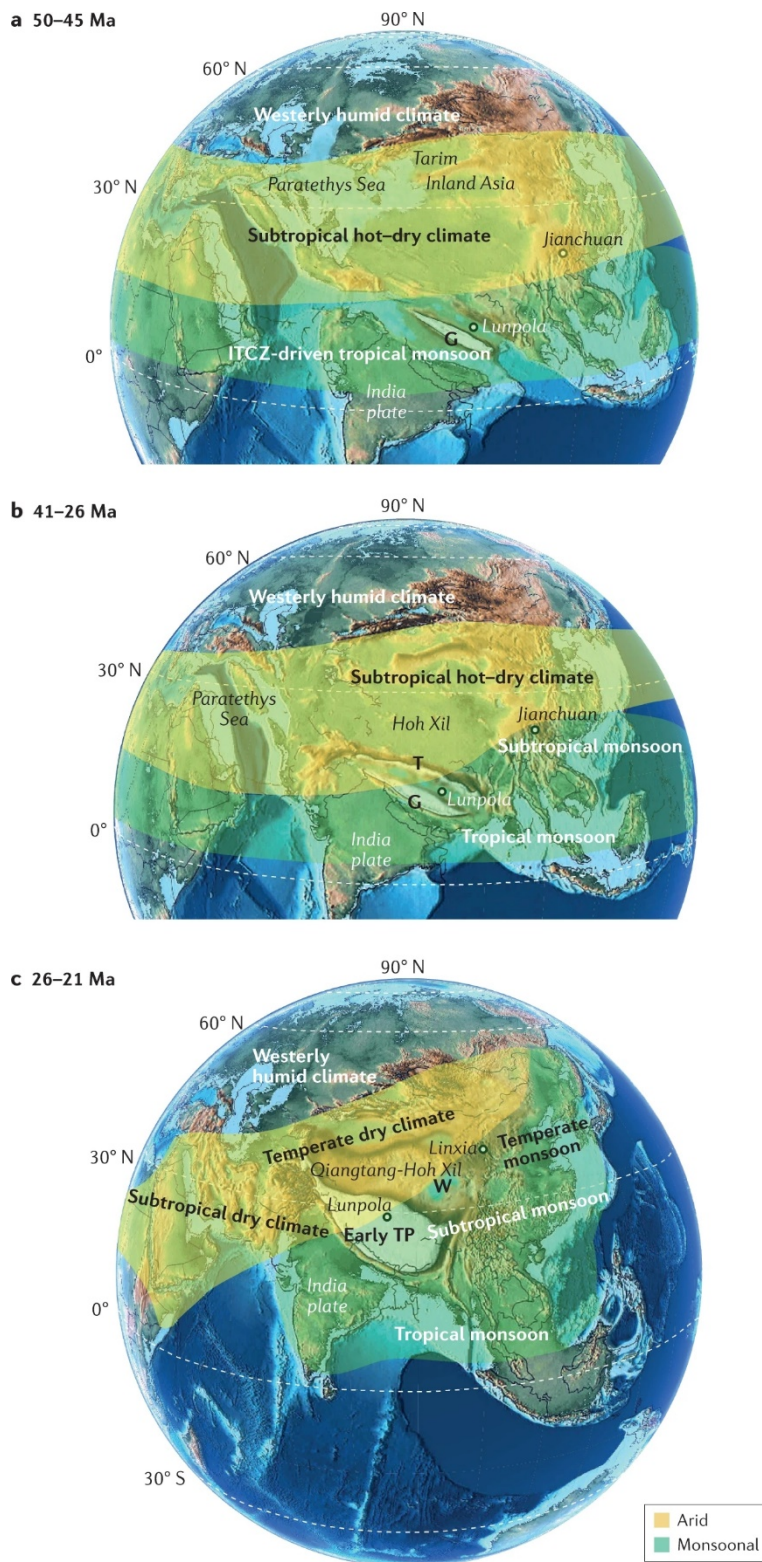 a 50–45 Ma
90° N
60° N
Westerly humid climate
Tarim
30° N
Paratethys Sea
Inland Asia
Subtropical hot–dry climate
Jianchuan
Lunpola
G
0°
ITCZ-driven tropical monsoon
India
plate
b 41–26 Ma
90° N
60° N
Westerly humid climate
30° N
Subtropical hot–dry climate
Paratethys
Sea
Hoh Xil
Jianchuan
Subtropical monsoon
T
Lunpola
G
0°
India
plate
Tropical monsoon
c 26–21 Ma
90° N
60° N
Westerly
humid climate
Temperate dry climate
Linxia
Temperate
monsoon
30° N
Qiangtang-Hoh Xil
W
Subtropical dry climate
Lunpola
Subtropical monsoon
Early TP
India
plate
0°
Tropical monsoon
30° S
Arid
Monsoonal